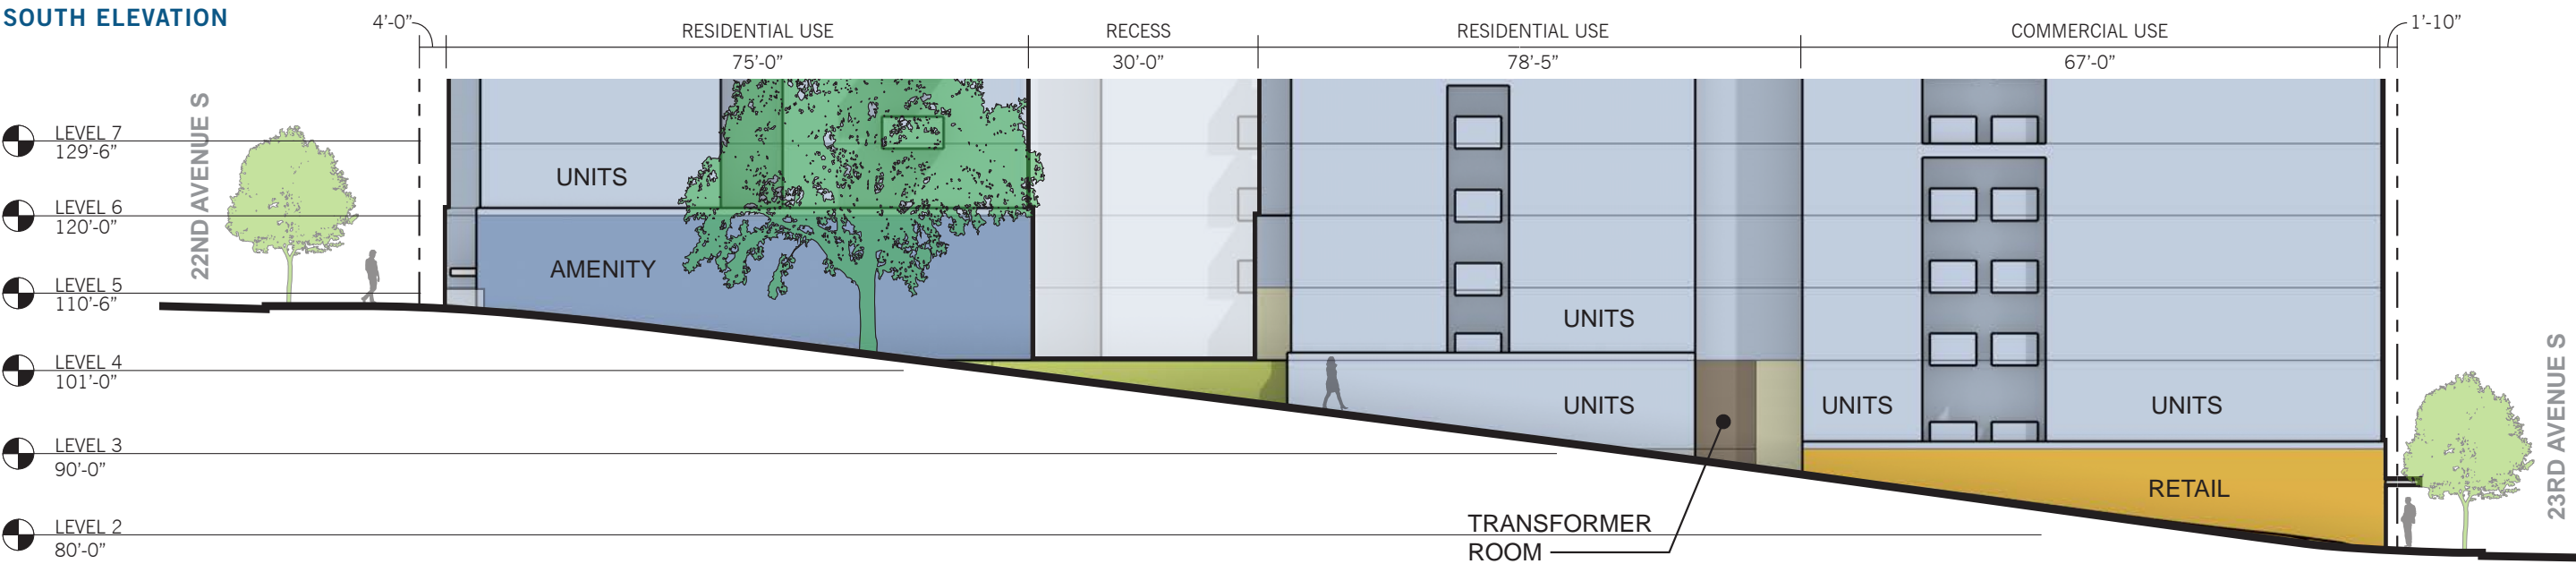 SOUTH ELEVATION
4’-0”
RESIDENTIAL USE
RECESS
RESIDENTIAL USE
COMMERCIAL USE
1’-10”
75’-0”
30’-0”
78’-5”
67’-0”
22ND AVENUE S
LEVEL 7
129’-6”
UNITS
LEVEL 6
120’-0”
AMENITY
LEVEL 5
110’-6”
UNITS
LEVEL 4
101’-0”
UNITS
UNITS
UNITS
LEVEL 3
90’-0”
RETAIL
23RD AVENUE S
TRANSFORMER
ROOM
LEVEL 2
80’-0”